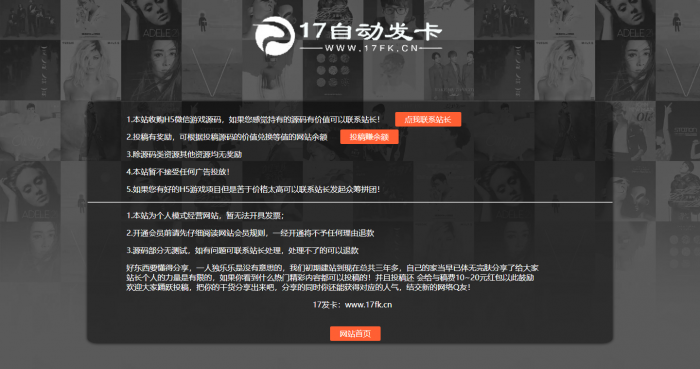 17自动发卡
WWW.17FK.CN
1.本站收购H5微信游戏源码，如果您感觉持有的源码有价值可以联系站长！ 点我联系站长
2.投稿有奖励，可根据投稿源码的价值兑换等值的网站余额 投稿赚余额
3.除源码类资源其他资源均无奖励
4.本站暂不接受任何广告投放！
5.如果您有好的H5游戏项目但是苦于价格太高可以联系站长发起众筹拼团！
1.本站为个人模式经营网站，暂无法开具发票；
2.开通会员前请先仔细阅读网站会员规则，一经开通将不予任何理由退款
3.源码部分无测试，如有问题可联系站长处理，处理不了的可以退款
好东西要懂得分享，一人独乐乐是没有意思的，我们初期建站到现在总共三年多，自己的家当早已体无完肤分享了给大家
站长个人的力量是有限的，如果你看到什么热门精彩内容都可以投稿的！并且投稿还 会给与稿费10~20元红包以此鼓励
欢迎大家踊跃投稿，把你的干货分享出来吧，分享的同时你还能获得对应的人气，结交新的网络Q友！
17发卡：www.17fk.cn
网站首页
ADELE 21
ADELE